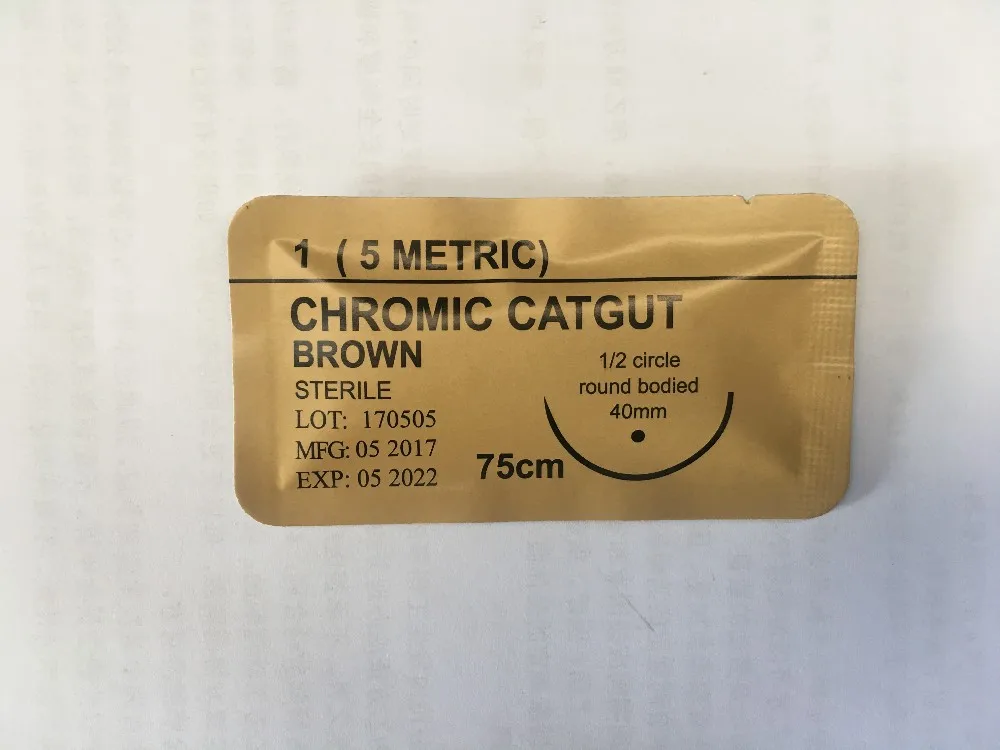 1 ( 5 METRIC)
CHROMIC CATGUT
BROWN
STERILE
LOT: 170505
MFG: 05 2017
EXP: 05 2022
75cm
1/2 circle
round bodied
40mm